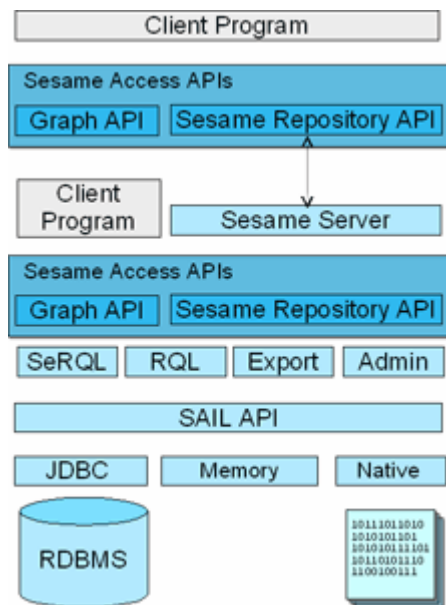 Client Program
Sesame Access APIs
Graph API
Sesame Repository API
Client
Program
Sesame Server
Sesame Access APIs
Graph API
Sesame Repository API
SeRQL
RQL
Export
Admin
SAIL API
JDBC
Memory
Native
RDBMS
10111011010
1010101101
101010111101
10110101110
1100100111